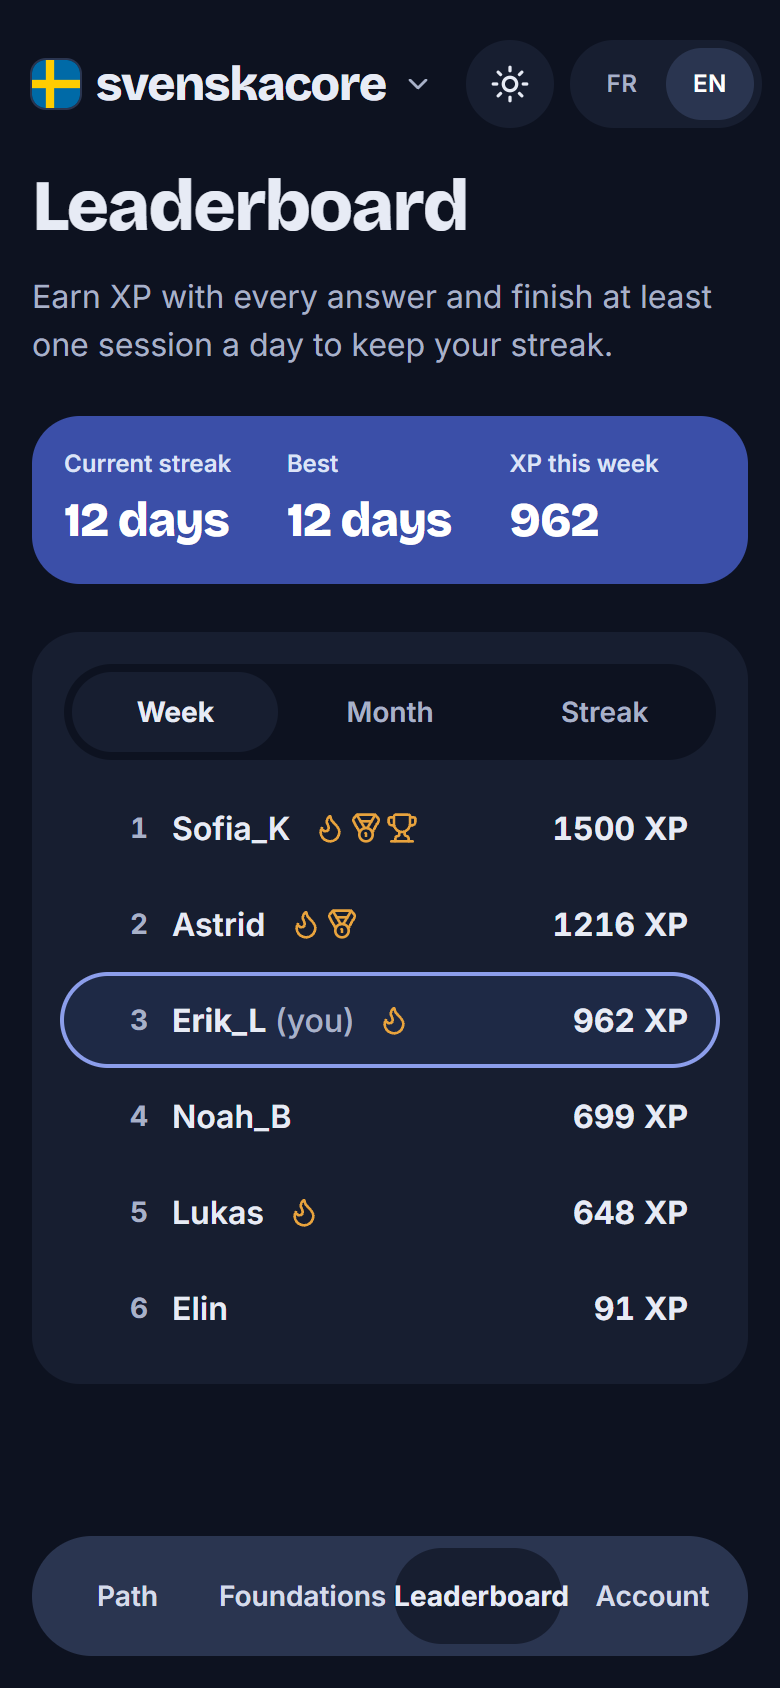 svenskacore
FR EN
Leaderboard
Earn XP with every answer and finish at least
one session a day to keep your streak.
Current streak Best XP this week
12 days 12 days 962
Week Month Streak
1 Sofia_K 1500 XP
2 Astrid 1216 XP
3 Erik_L (you) 962 XP
4 Noah_B 699 XP
5 Lukas 648 XP
6 Elin 91 XP
Path Foundations Leaderboard Account